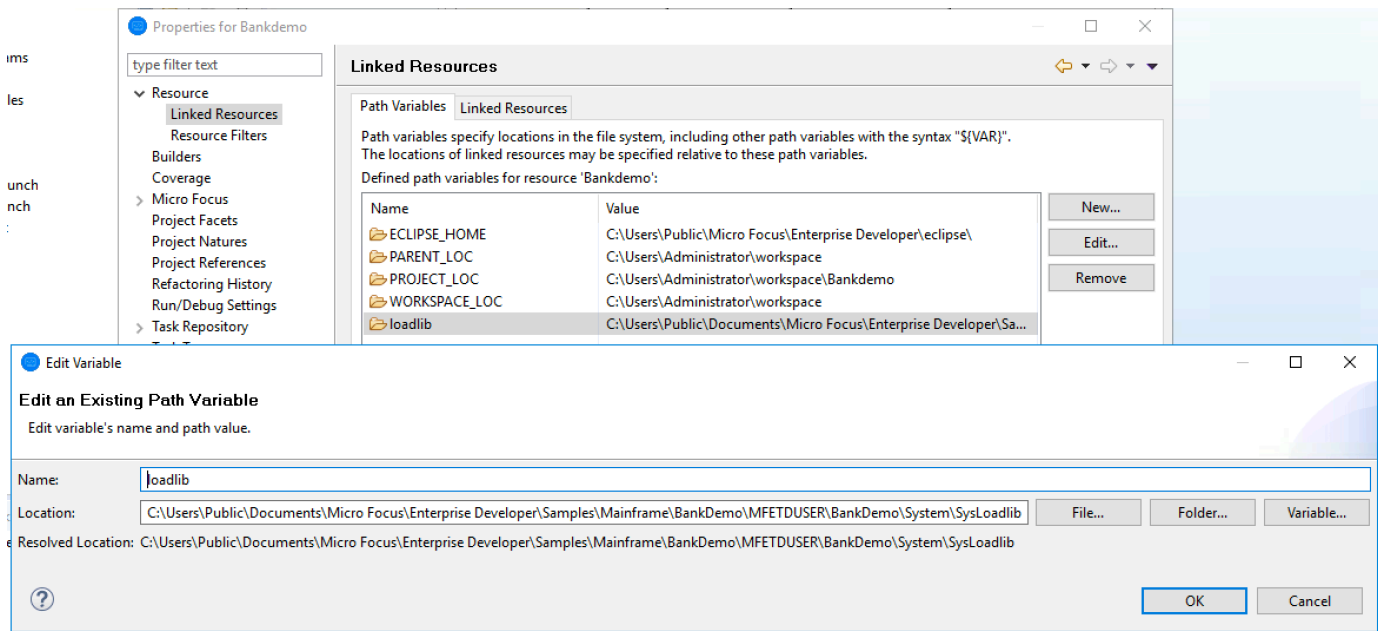 Properties for Bankdemo
type filter text
Linked Resources
Resource
Linked Resources
Resource Filters
Builders
Coverage
Micro Focus
Project Facets
Project Natures
Project References
Refactoring History
Run/Debug Settings
Task Repository
Path Variables Linked Resources
Path variables specify locations in the file system, including other path variables with the syntax "${VAR}".
The locations of linked resources may be specified relative to these path variables.
Defined path variables for resource 'Bankdemo':
Name Value
ECLIPSE_HOME C:\Users\Public\Micro Focus\Enterprise Developer\eclipse\
PARENT_LOC C:\Users\Administrator\workspace
PROJECT_LOC C:\Users\Administrator\workspace\Bankdemo
WORKSPACE_LOC C:\Users\Administrator\workspace
loadlib C:\Users\Public\Documents\Micro Focus\Enterprise Developer\Sa...
New...
Edit...
Remove
ims
les
unch
nch
Edit Variable
Edit an Existing Path Variable
Edit variable's name and path value.
Name: loadlib
Location: C:\Users\Public\Documents\Micro Focus\Enterprise Developer\Samples\Mainframe\BankDemo\MFETDUSER\BankDemo\System\SysLoadlib File... Folder... Variable...
Resolved Location: C:\Users\Public\Documents\Micro Focus\Enterprise Developer\Samples\Mainframe\BankDemo\MFETDUSER\BankDemo\System\SysLoadlib
OK Cancel